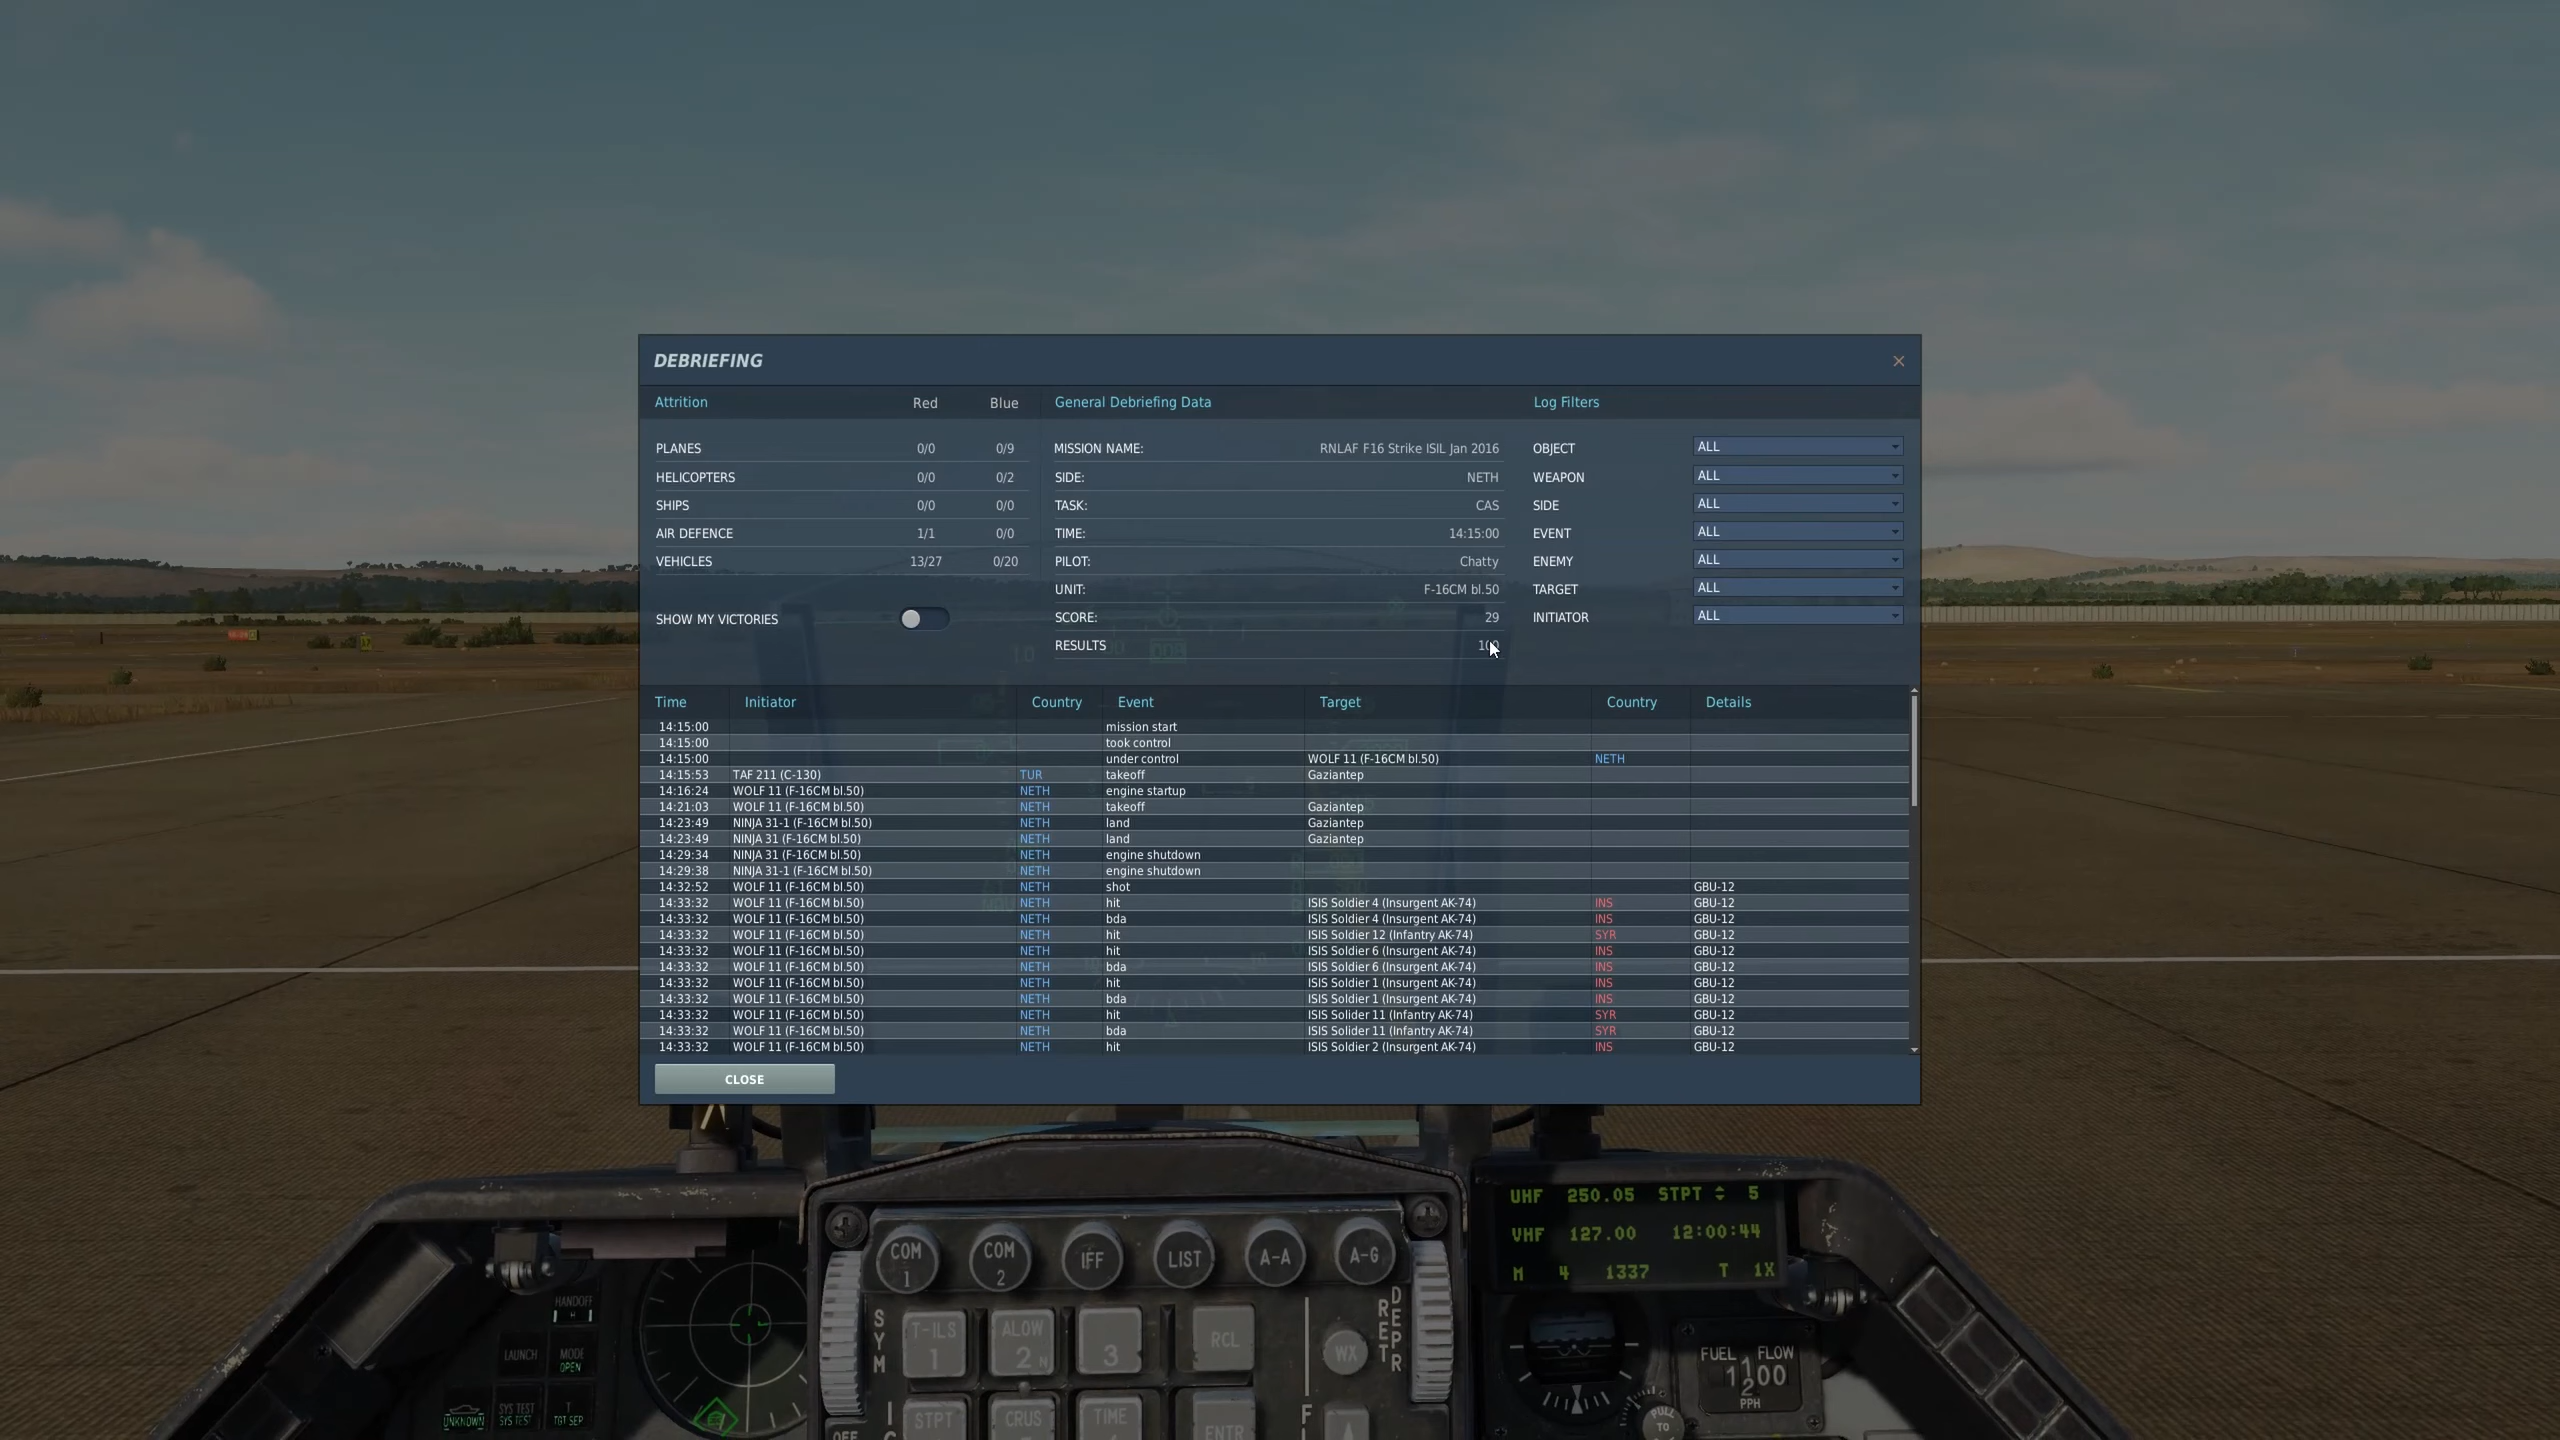 DEBRIEFING
Attrition Red Blue General Debriefing Data Log Filters
PLANES 0/0 0/9 MISSION NAME: RNLAF F16 Strike ISIL Jan 2016 OBJECT ALL
HELICOPTERS 0/0 0/2 SIDE: NETH WEAPON ALL
SHIPS 0/0 0/0 TASK: CAS SIDE ALL
AIR DEFENCE 1/1 0/0 TIME: 14:15:00 EVENT ALL
VEHICLES 13/27 0/20 PILOT: Chatty ENEMY ALL
UNIT: F-16CM bl.50 TARGET ALL
SHOW MY VICTORIES SCORE: 29 INITIATOR ALL
RESULTS
Time Initiator Country Event Target Country Details
14:15:00 mission start
14:15:00 took control
14:15:00 under control WOLF 11 (F-16CM bl.50) NETH
14:15:53 TAF 211 (C-130) TUR takeoff Gaziantep
14:16:24 WOLF 11 (F-16CM bl.50) NETH engine startup
14:21:03 WOLF 11 (F-16CM bl.50) NETH takeoff Gaziantep
14:23:49 NINJA 31-1 (F-16CM bl.50) NETH land Gaziantep
14:23:49 NINJA 31 (F-16CM bl.50) NETH land Gaziantep
14:29:34 NINJA 31 (F-16CM bl.50) NETH engine shutdown
14:29:38 NINJA 31-1 (F-16CM bl.50) NETH engine shutdown
14:32:52 WOLF 11 (F-16CM bl.50) NETH shot GBU-12
14:33:32 WOLF 11 (F-16CM bl.50) NETH hit ISIS Soldier 4 (Insurgent AK-74) INS GBU-12
14:33:32 WOLF 11 (F-16CM bl.50) NETH bda ISIS Soldier 4 (Insurgent AK-74) INS GBU-12
14:33:32 WOLF 11 (F-16CM bl.50) NETH hit ISIS Soldier 12 (Infantry AK-74) SYR GBU-12
14:33:32 WOLF 11 (F-16CM bl.50) NETH hit ISIS Soldier 6 (Insurgent AK-74) INS GBU-12
14:33:32 WOLF 11 (F-16CM bl.50) NETH bda ISIS Soldier 6 (Insurgent AK-74) INS GBU-12
14:33:32 WOLF 11 (F-16CM bl.50) NETH hit ISIS Soldier 1 (Insurgent AK-74) INS GBU-12
14:33:32 WOLF 11 (F-16CM bl.50) NETH bda ISIS Soldier 1 (Insurgent AK-74) INS GBU-12
14:33:32 WOLF 11 (F-16CM bl.50) NETH hit ISIS Solider 11 (Infantry AK-74) SYR GBU-12
14:33:32 WOLF 11 (F-16CM bl.50) NETH bda ISIS Solider 11 (Infantry AK-74) SYR GBU-12
14:33:32 WOLF 11 (F-16CM bl.50) NETH hit ISIS Soldier 2 (Insurgent AK-74) INS GBU-12
CLOSE
UHF 250.05 STPT 5
VHF 127.00 12:00:44
M 4 1337 T 1X
COM 1 COM 2 IFF LIST A-A A-G
HANDOFF
H
LAUNCH MODE
OPEN
UNKNOWN SYS TEST
SYS TEST
T
TGT SEP
SYM
T-ILS 1 ALOW 2 N 3 RCL
WX
DEPR
RETR
STPT CRUS TIME ENTR
OFF
FUEL FLOW
PPH
PULL
TO